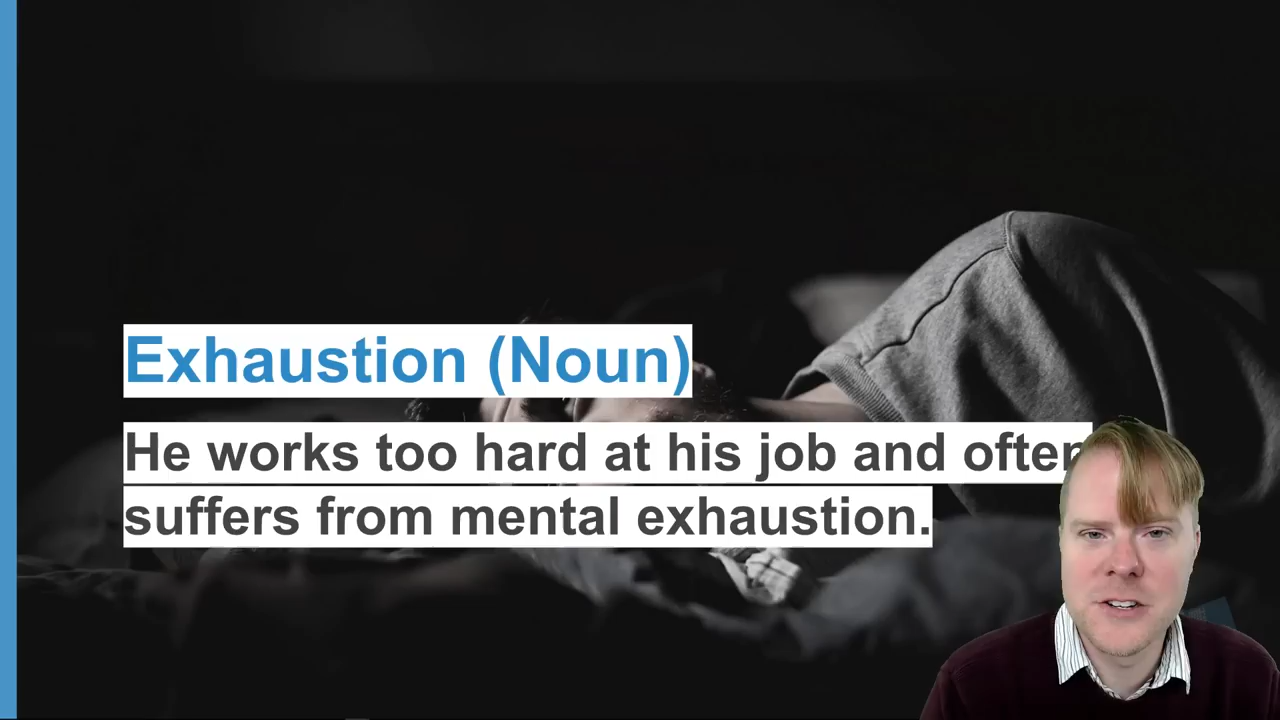 Exhaustion (Noun)
He works too hard at his job and often
suffers from mental exhaustion.